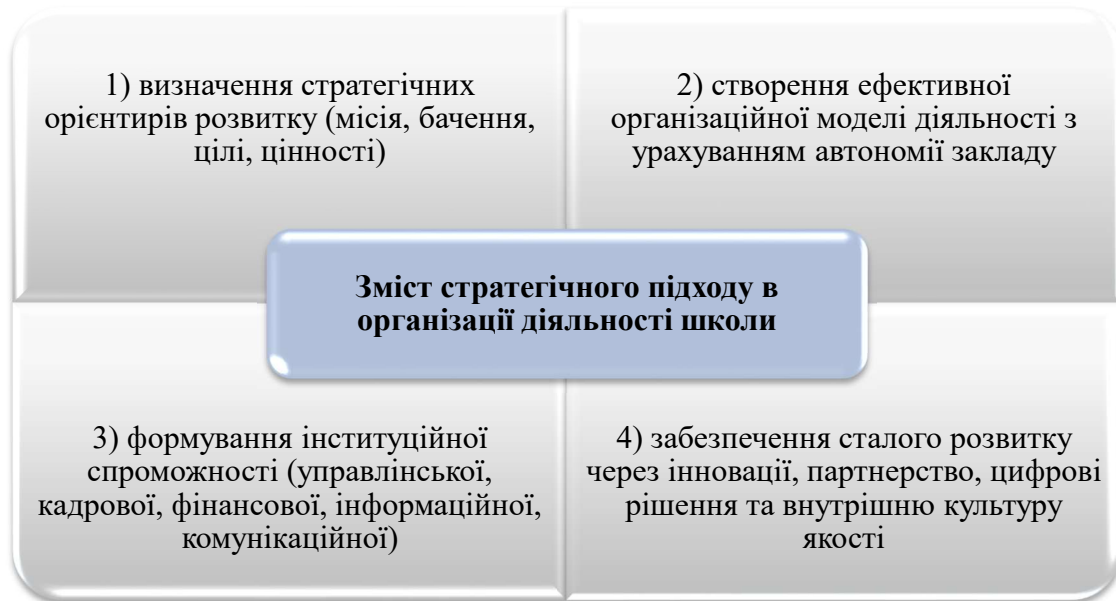 1) визначення стратегічних
орієнтирів розвитку (місія, бачення,
цілі, цінності)
2) створення ефективної
організаційної моделі діяльності з
урахуванням автономії закладу
Зміст стратегічного підходу в
організації діяльності школи
3) формування інституційної
спроможності (управлінської,
кадрової, фінансової, інформаційної,
комунікаційної)
4) забезпечення сталого розвитку
через інновації, партнерство, цифрові
рішення та внутрішню культуру
якості